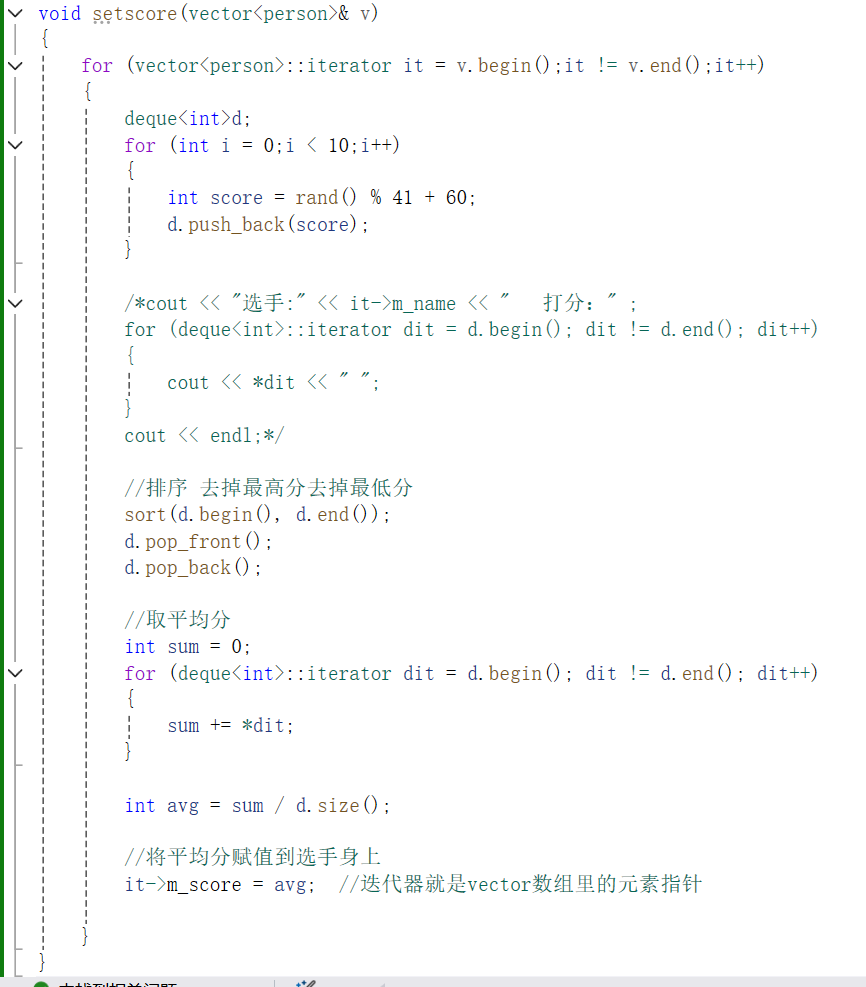 void setscore(vector<person>& v)
{
for (vector<person>::iterator it = v.begin();it != v.end();it++)
{
deque<int>d;
for (int i = 0;i < 10;i++)
{
int score = rand() % 41 + 60;
d.push_back(score);
}
/*cout << "选手:" << it->m_name << "  打分: " ;
for (deque<int>::iterator dit = d.begin(); dit != d.end(); dit++)
{
cout << *dit << " ";
}
cout << endl;*/
//排序 去掉最高分去掉最低分
sort(d.begin(), d.end());
d.pop_front();
d.pop_back();
//取平均分
int sum = 0;
for (deque<int>::iterator dit = d.begin(); dit != d.end(); dit++)
{
sum += *dit;
}
int avg = sum / d.size();
//将平均分赋值到选手身上
it->m_score = avg;  //迭代器就是vector数组里的元素指针
}
}